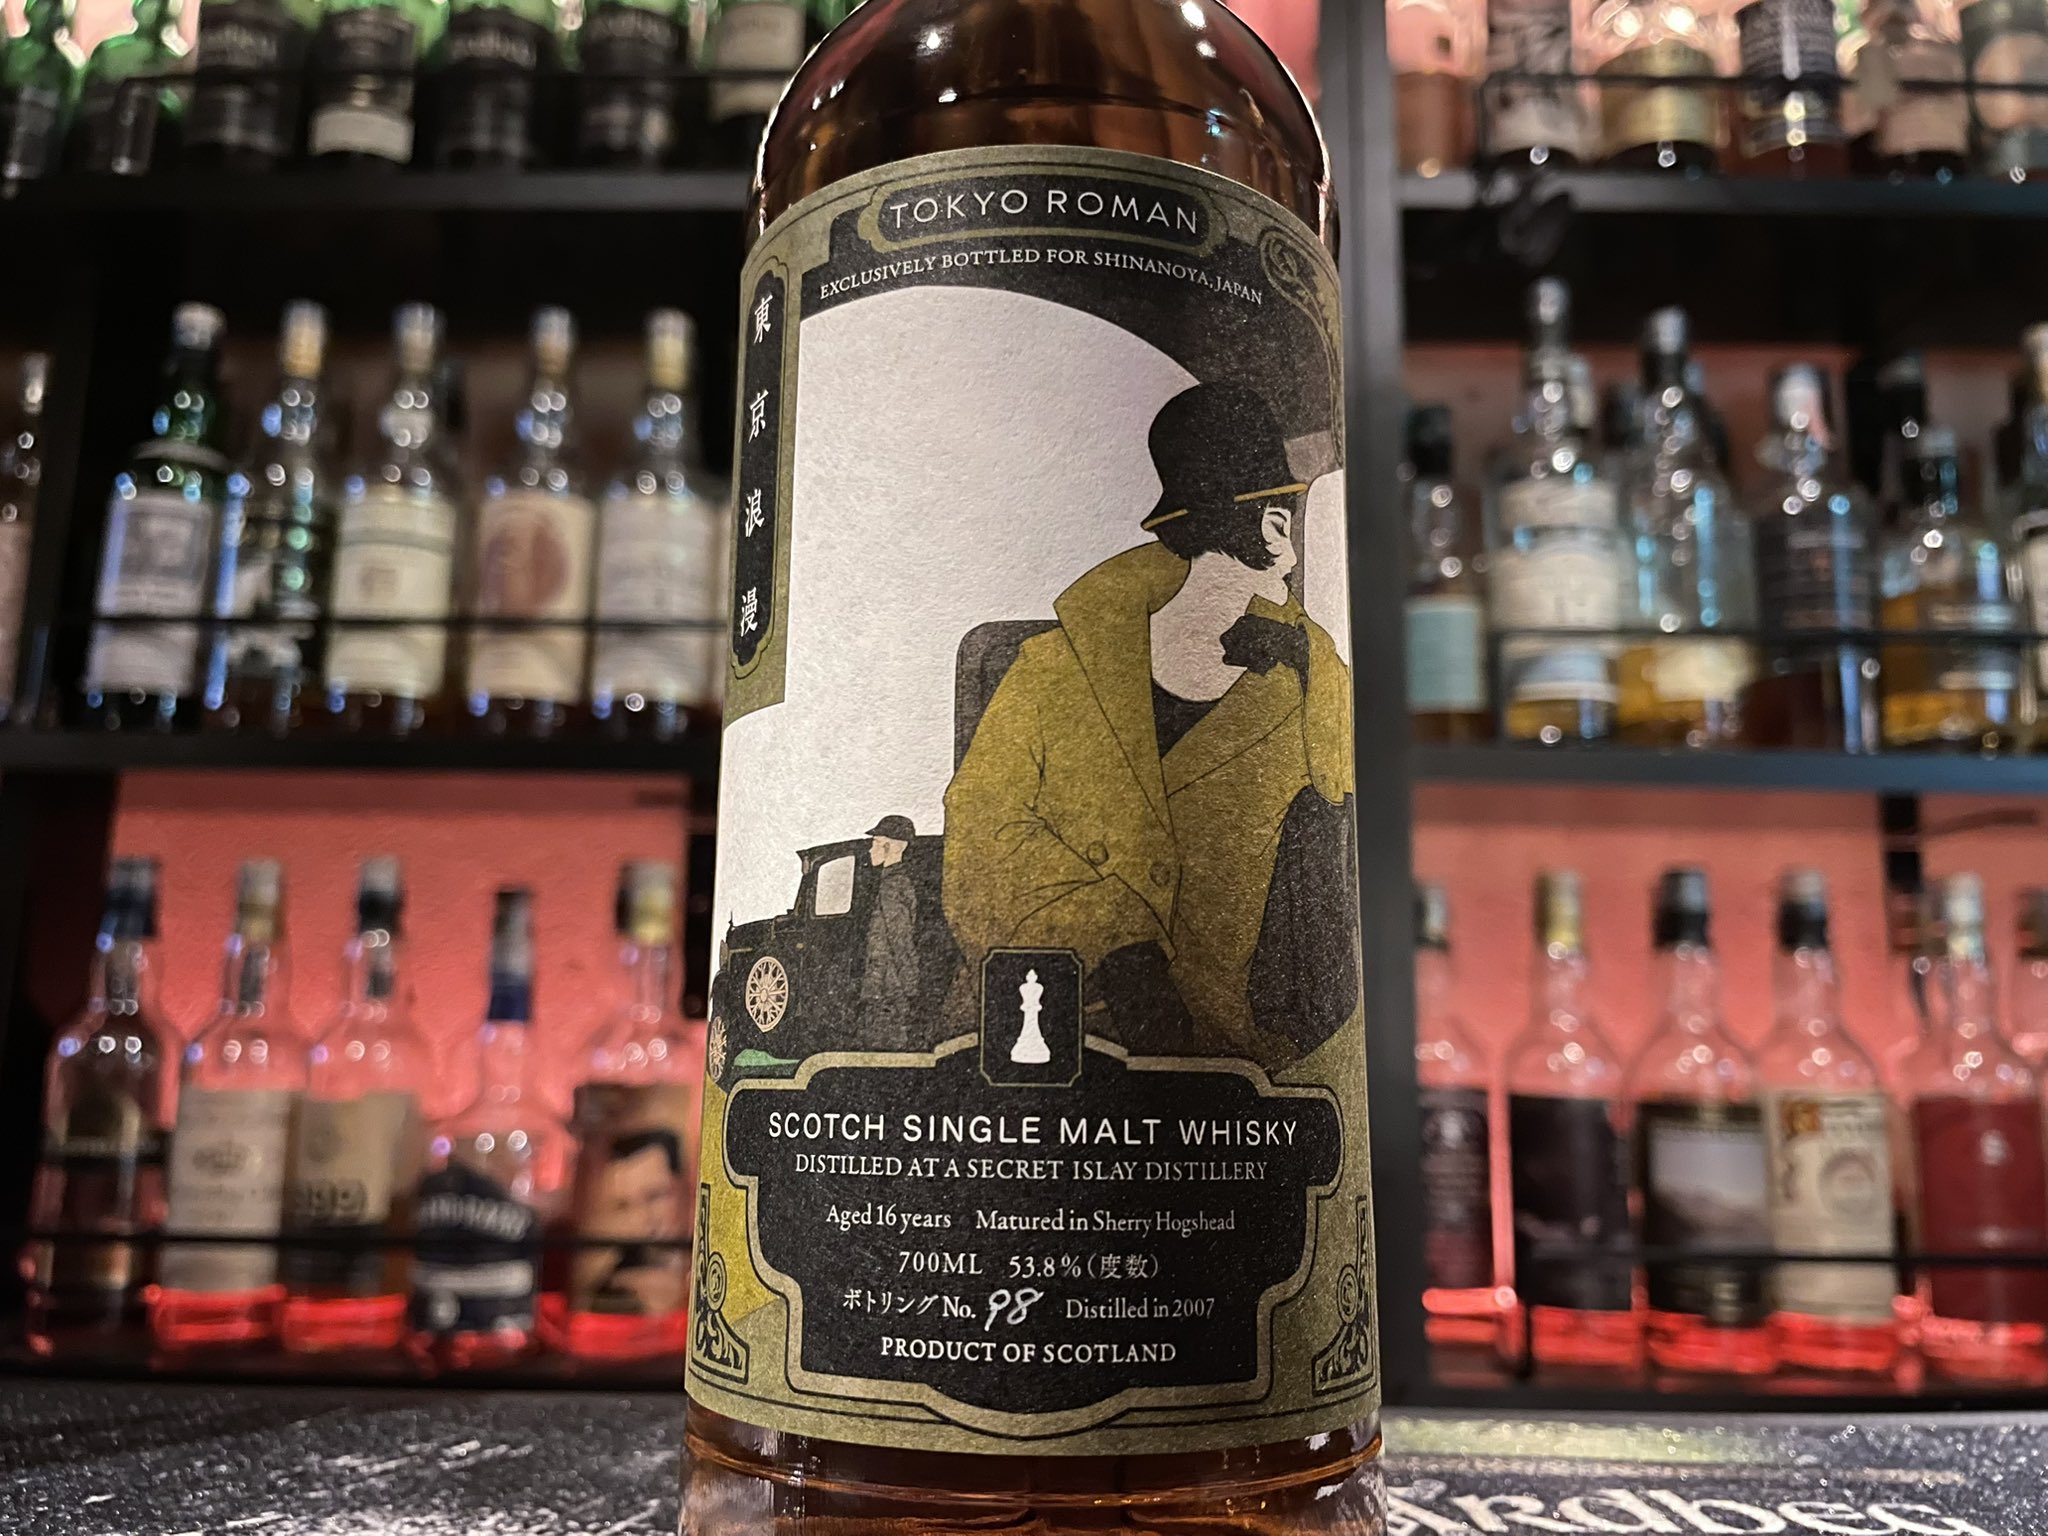 TOKYO ROMAN
EXCLUSIVELY BOTTLED FOR SHINANOYA, JAPAN
東京浪漫
SCOTCH SINGLE MALT WHISKY
DISTILLED AT A SECRET ISLAY DISTILLERY
Aged 16 years Matured in Sherry Hogshead
700ML 53.8%(度数)
ボトリング No. 98 Distilled in 2007
PRODUCT OF SCOTLAND
Ardbeg